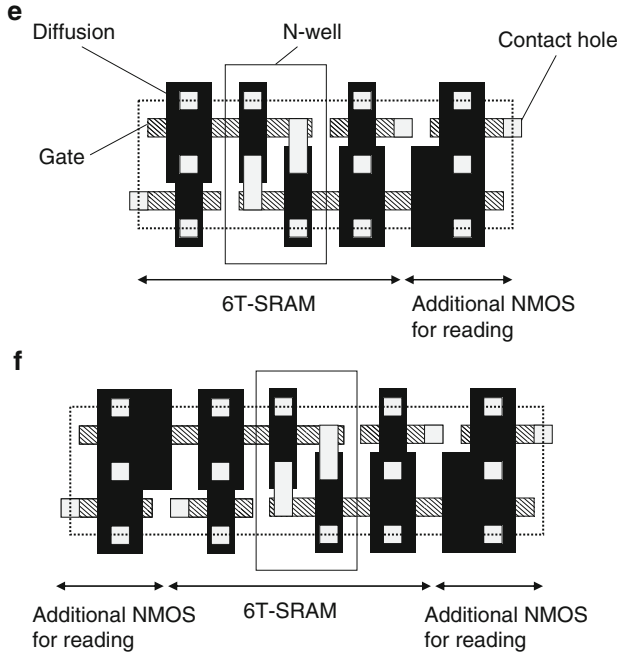 e
Diffusion
N-well
Contact hole
Gate
6T-SRAM
Additional NMOS
for reading
f
Additional NMOS
for reading
6T-SRAM
Additional NMOS
for reading